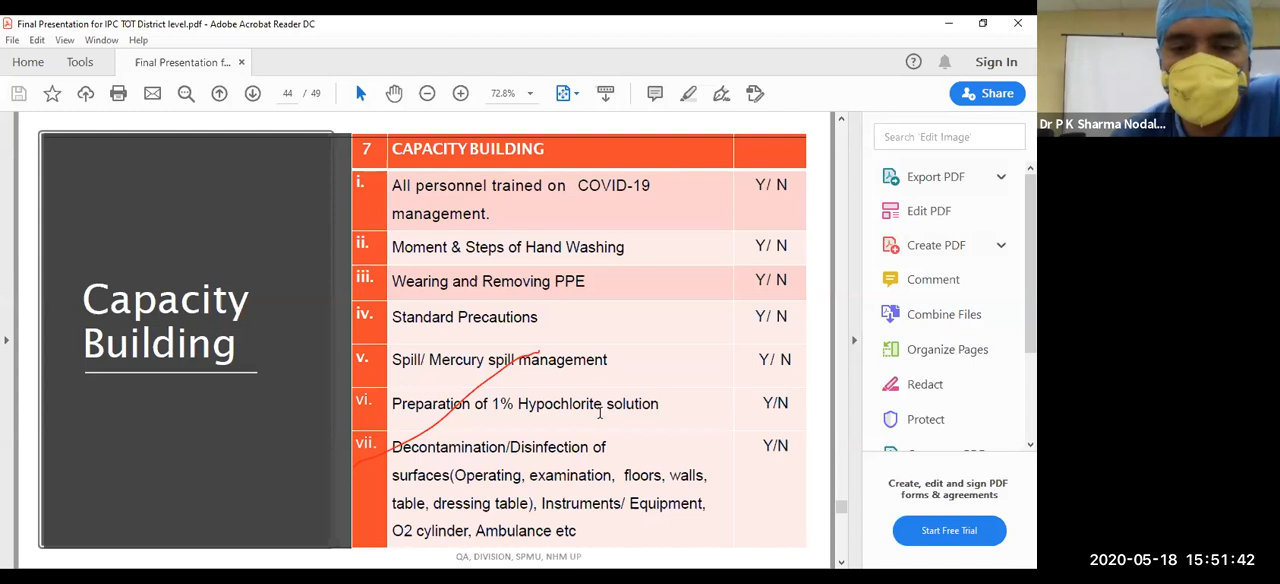 Final Presentation for IPC TOT District level.pdf - Adobe Acrobat Reader DC
File Edit View Window Help
Home Tools Final Presentation f... × Sign In
44 / 49 72.8% Share
Dr P K Sharma Nodal...
Capacity
Building
7 CAPACITY BUILDING
i. All personnel trained on COVID-19 Y/ N
management.
ii. Moment & Steps of Hand Washing Y/ N
iii. Wearing and Removing PPE Y/ N
iv. Standard Precautions Y/ N
v. Spill/ Mercury spill management Y/ N
vi. Preparation of 1% Hypochlorite solution Y/N
vii. Decontamination/Disinfection of Y/N
surfaces(Operating, examination, floors, walls,
table, dressing table), Instruments/ Equipment,
O2 cylinder, Ambulance etc
QA, DIVISION, SPMU, NHM UP
Search 'Edit Image'
Export PDF
Edit PDF
Create PDF
Comment
Combine Files
Organize Pages
Redact
Protect
Create, edit and sign PDF
forms & agreements
Start Free Trial
2020-05-18 15:51:42